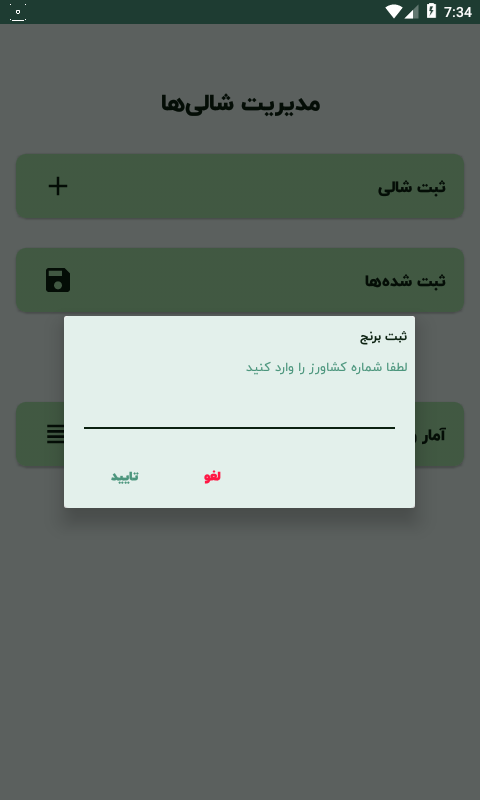 7:34
مدیریت شالی‌ها
ثبت شالی
ثبت شده‌ها
ثبت برنج
لطفا شماره کشاورز را وارد کنید
آمار
لغو
تایید